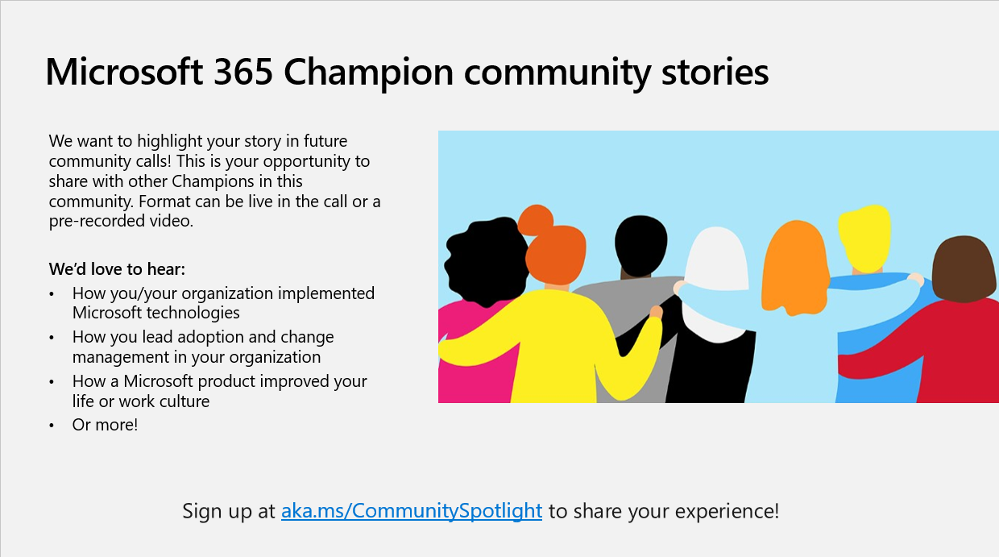 Microsoft 365 Champion community stories
We want to highlight your story in future
community calls! This is your opportunity to
share with other Champions in this
community. Format can be live in the call or a
pre-recorded video.
We’d love to hear:
• How you/your organization implemented
Microsoft technologies
• How you lead adoption and change
management in your organization
• How a Microsoft product improved your
life or work culture
• Or more!
Sign up at aka.ms/CommunitySpotlight to share your experience!